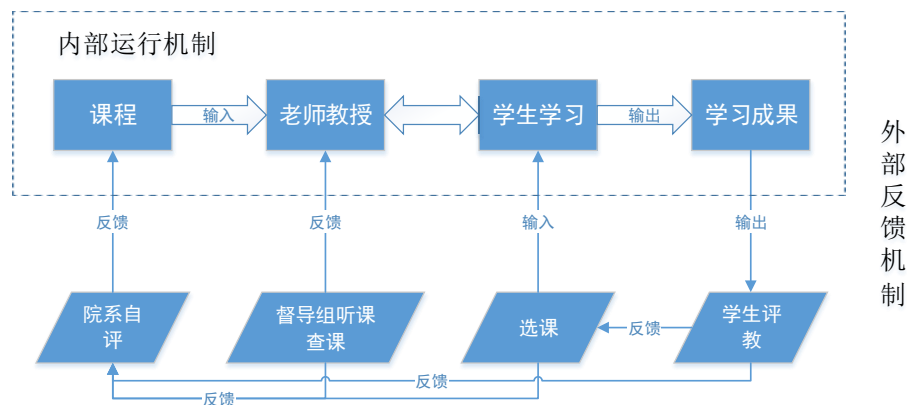 内部运行机制
课程
输入
老师教授
学生学习
输出
学习成果
外
部
反
馈
机
制
反馈
反馈
输入
输出
院系自
评
督导组听课
查课
选课
反馈
学生评
教
反馈
反馈